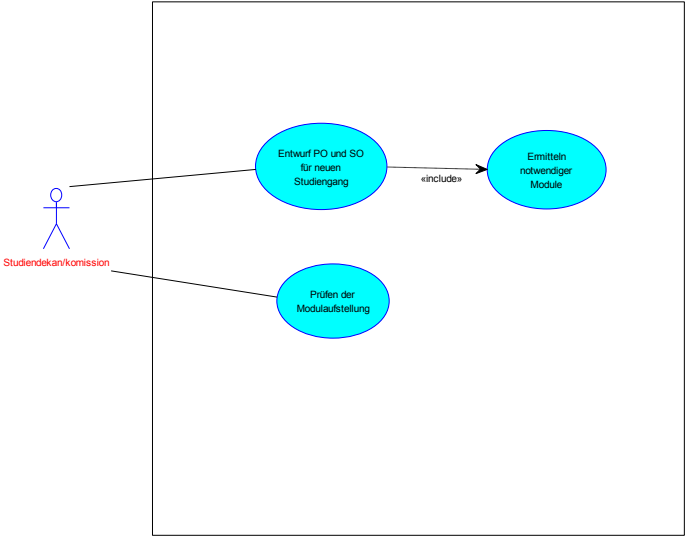 Entwurf PO und SO
für neuen
Studiengang
«include»
Ermitteln
notwendiger
Module
Studiendekan/komission
Prüfen der
Modulaufstellung